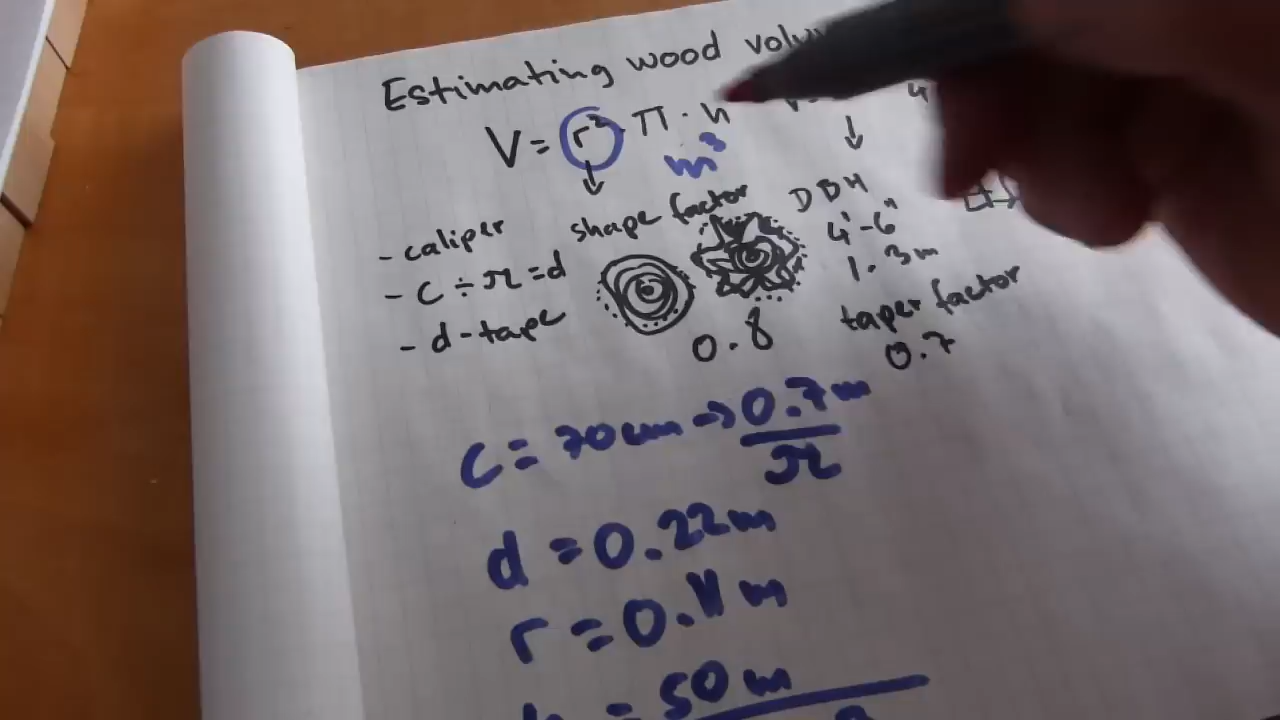 Estimating wood
V = r² · π · h
m³
- caliper
- C ÷ π = d
- d-tape
shape factor
0.8
DBH
4'-6"
1.3m
taper factor
0.7
C = 70cm → 0.7m
π
d = 0.22m
r = 0.11m
h = 50m